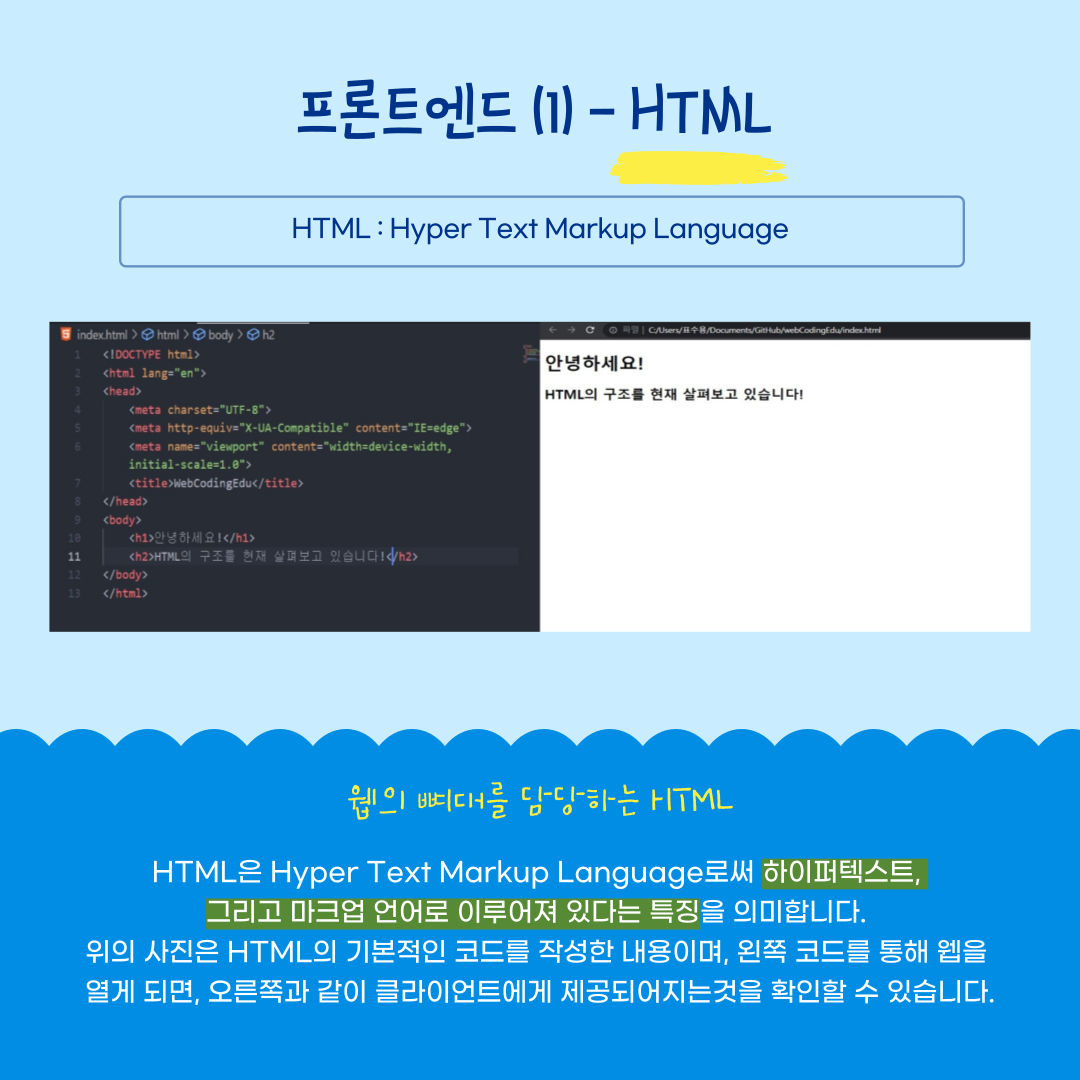 프론트엔드 (1) - HTML
HTML : Hyper Text Markup Language
index.html > html > body > h2
1 <!DOCTYPE html>
2 <html lang="en">
3 <head>
4 <meta charset="UTF-8">
5 <meta http-equiv="X-UA-Compatible" content="IE=edge">
6 <meta name="viewport" content="width=device-width,
initial-scale=1.0">
7 <title>WebCodingEdu</title>
8 </head>
9 <body>
10 <h1>안녕하세요!</h1>
11 <h2>HTML의 구조를 현재 살펴보고 있습니다!</h2>
12 </body>
13 </html>
파일 | C:/Users/표수용/Documents/GitHub/webCodingEdu/index.html
안녕하세요!
HTML의 구조를 현재 살펴보고 있습니다!
웹의 뼈대를 담당하는 HTML
HTML은 Hyper Text Markup Language로써 하이퍼텍스트,
그리고 마크업 언어로 이루어져 있다는 특징을 의미합니다.
위의 사진은 HTML의 기본적인 코드를 작성한 내용이며, 왼쪽 코드를 통해 웹을
열게 되면, 오른쪽과 같이 클라이언트에게 제공되어지는것을 확인할 수 있습니다.